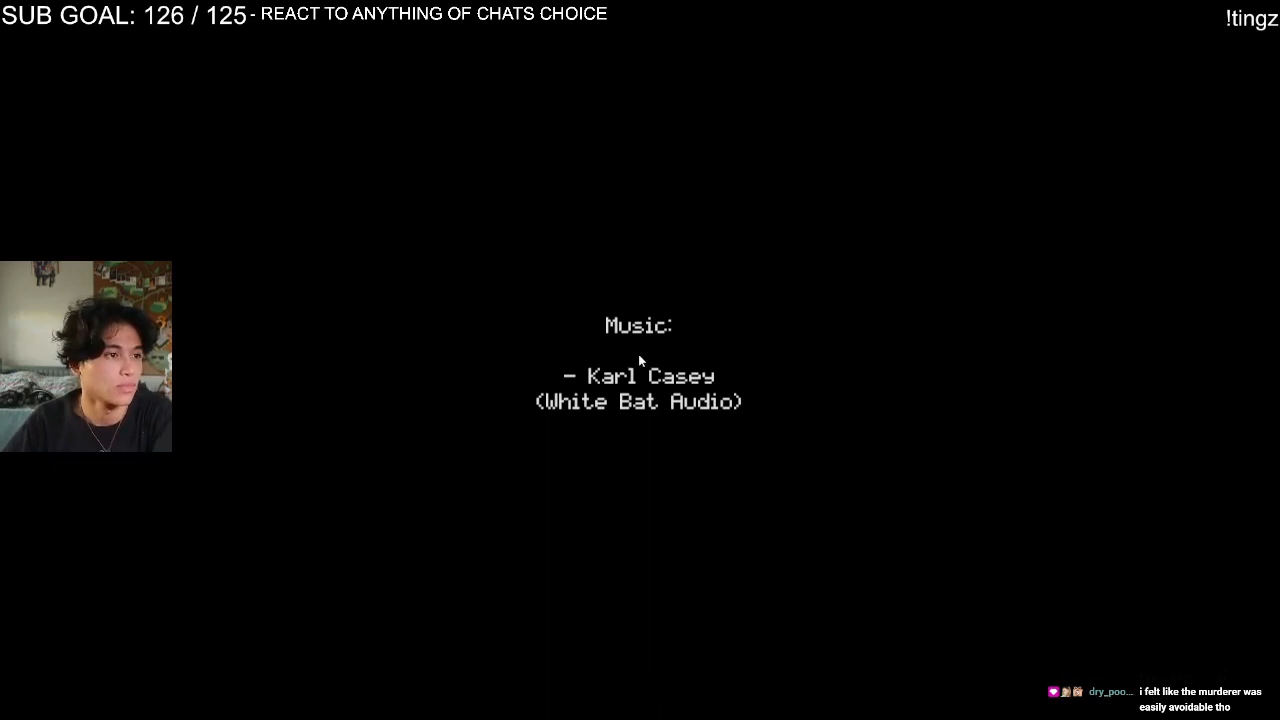 SUB GOAL: 126 / 125 - REACT TO ANYTHING OF CHATS CHOICE
!tingz
Music:
- Karl Casey
(White Bat Audio)
dry_poo... i felt like the murderer was
easily avoidable tho